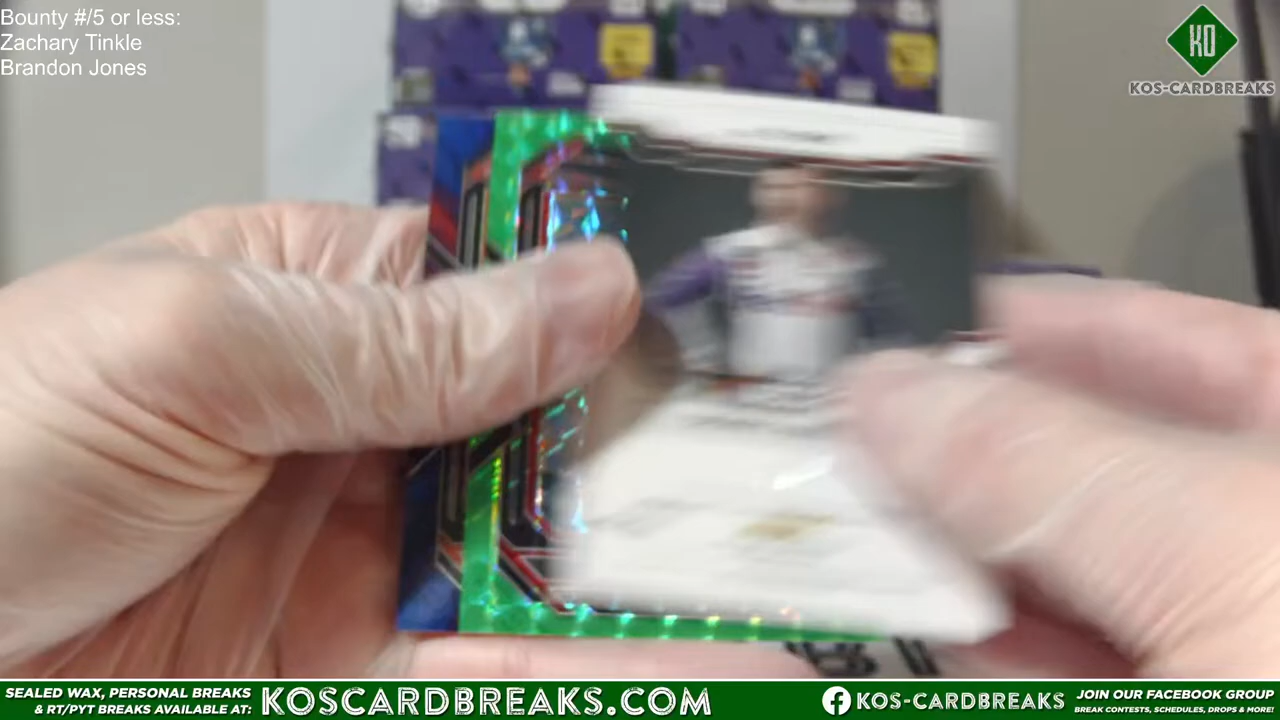 Bounty #/5 or less:
Zachary Tinkle
Brandon Jones
KO
KOS-CARDBREAKS
SEALED WAX, PERSONAL BREAKS
& RT/PYT BREAKS AVAILABLE AT:
KOSCARDBREAKS.COM
KOS-CARDBREAKS
JOIN OUR FACEBOOK GROUP
BREAK CONTESTS, SCHEDULES, DROPS & MORE!